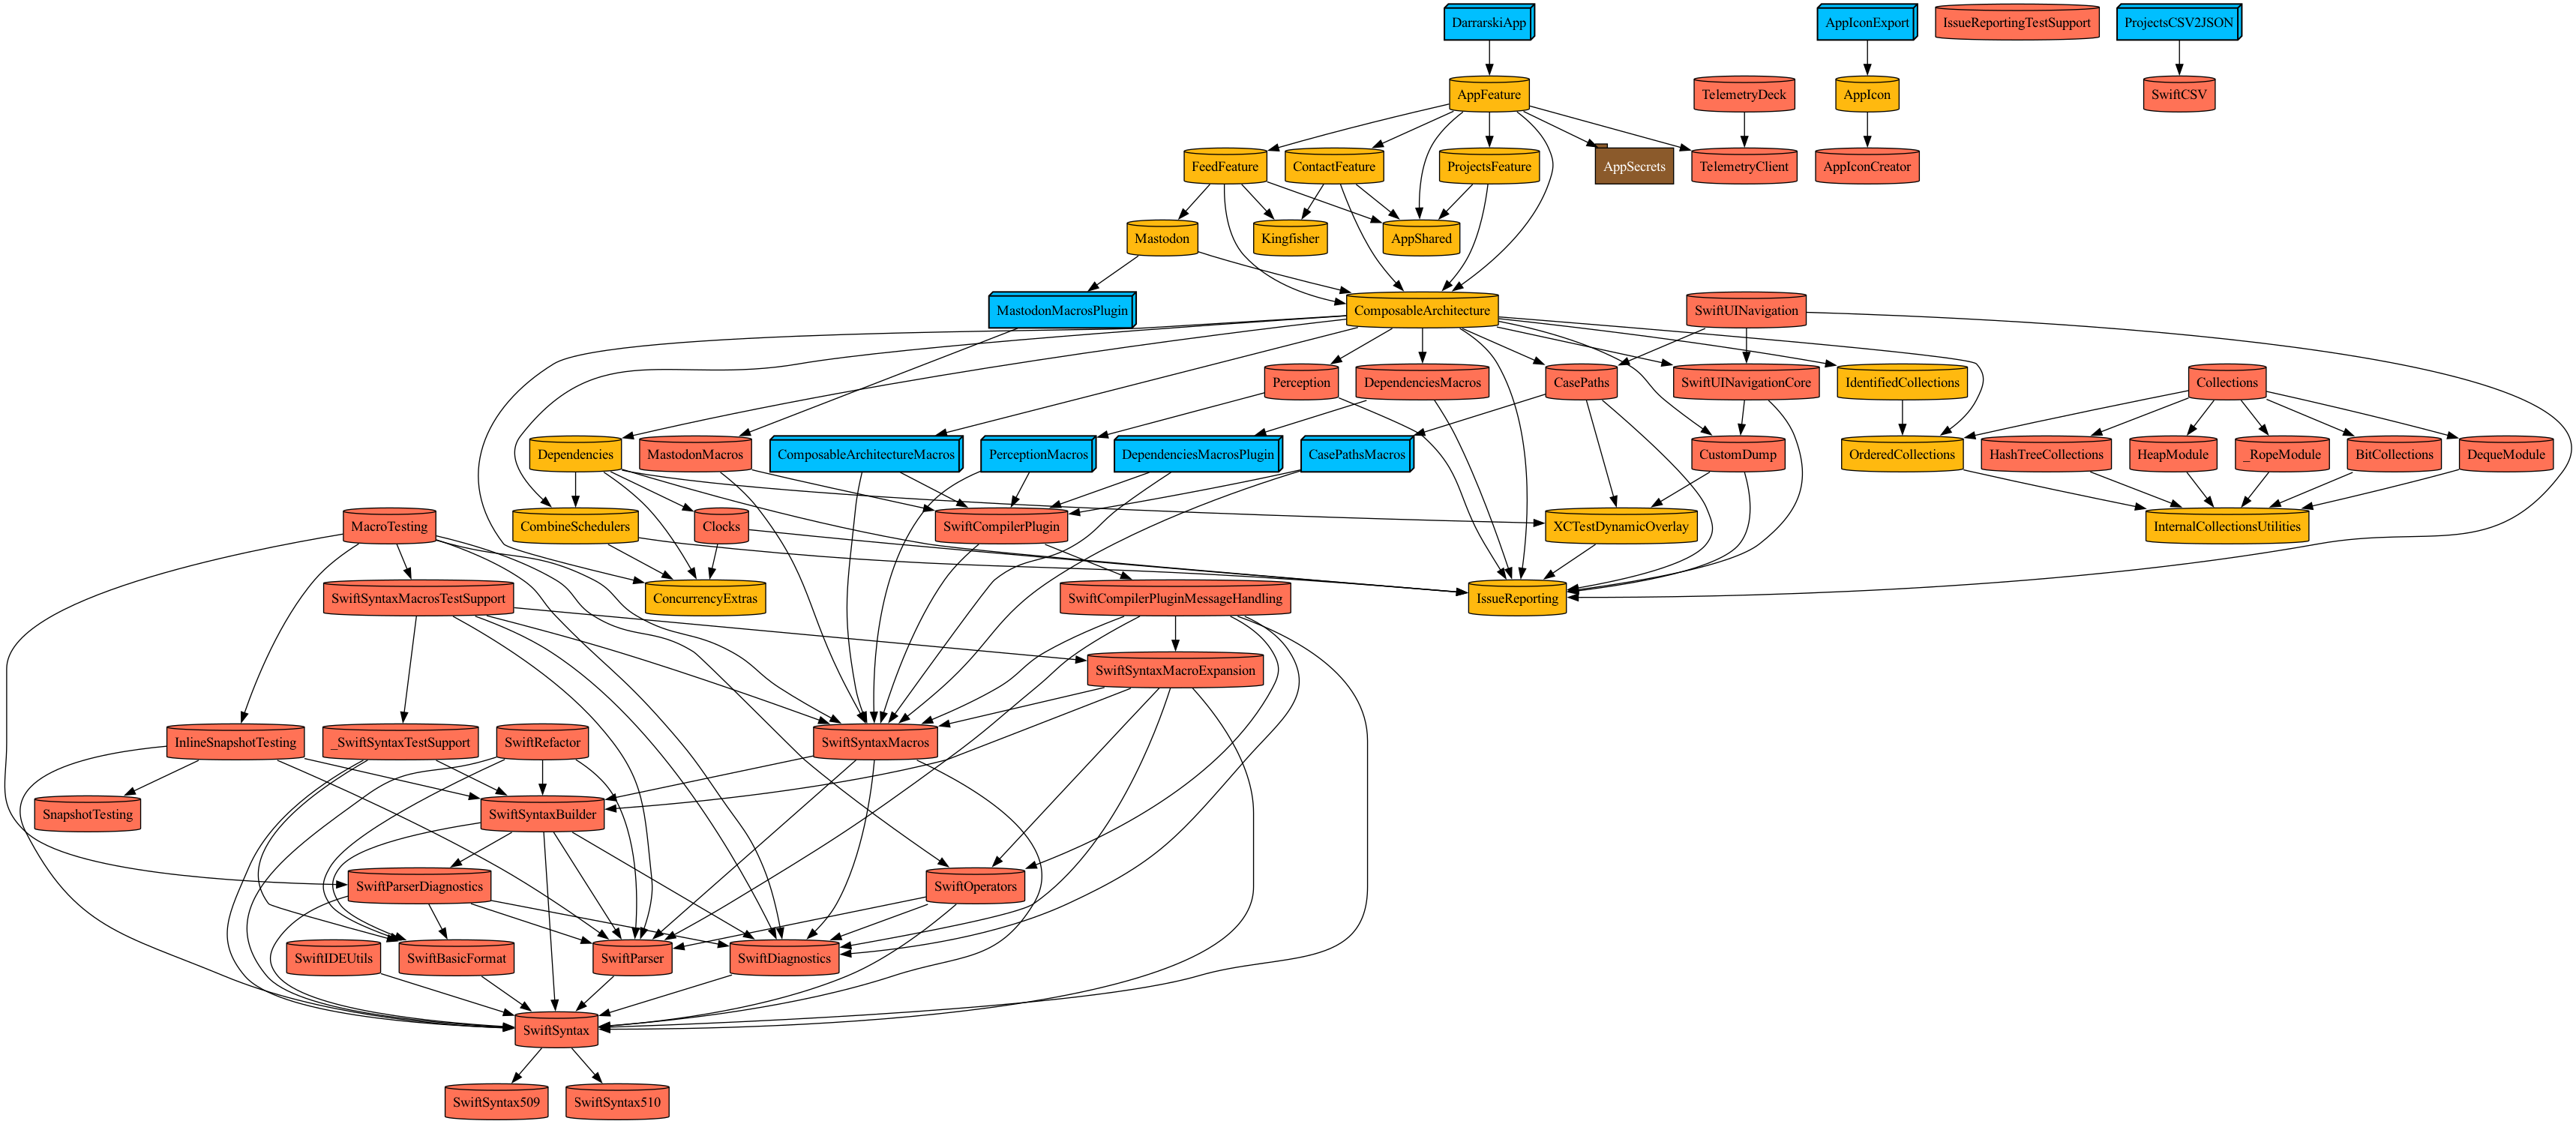 DarrarskiApp
AppIconExport
IssueReportingTestSupport
ProjectsCSV2JSON
AppFeature
TelemetryDeck
AppIcon
SwiftCSV
FeedFeature
ContactFeature
ProjectsFeature
AppSecrets
TelemetryClient
AppIconCreator
Mastodon
Kingfisher
AppShared
MastodonMacrosPlugin
ComposableArchitecture
SwiftUINavigation
Perception
DependenciesMacros
CasePaths
SwiftUINavigationCore
IdentifiedCollections
Collections
Dependencies
MastodonMacros
ComposableArchitectureMacros
PerceptionMacros
DependenciesMacrosPlugin
CasePathsMacros
CustomDump
OrderedCollections
HashTreeCollections
HeapModule
_RopeModule
BitCollections
DequeModule
MacroTesting
CombineSchedulers
Clocks
SwiftCompilerPlugin
XCTestDynamicOverlay
InternalCollectionsUtilities
SwiftSyntaxMacrosTestSupport
ConcurrencyExtras
SwiftCompilerPluginMessageHandling
IssueReporting
SwiftSyntaxMacroExpansion
InlineSnapshotTesting
_SwiftSyntaxTestSupport
SwiftRefactor
SwiftSyntaxMacros
SnapshotTesting
SwiftSyntaxBuilder
SwiftParserDiagnostics
SwiftOperators
SwiftIDEUtils
SwiftBasicFormat
SwiftParser
SwiftDiagnostics
SwiftSyntax
SwiftSyntax509
SwiftSyntax510